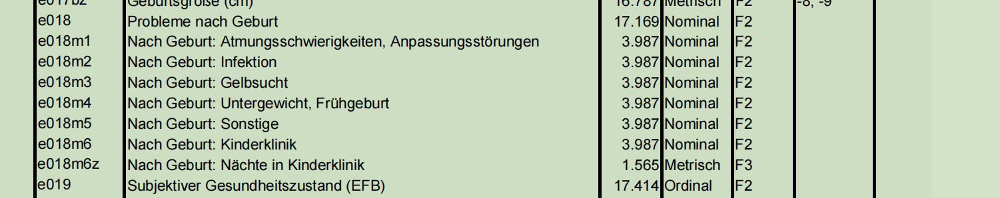 e017bz Geburtsgröße (cm) 16.787 Metrisch F2 -8, -9
e018 Probleme nach Geburt 17.169 Nominal F2
e018m1 Nach Geburt: Atmungsschwierigkeiten, Anpassungsstörungen 3.987 Nominal F2
e018m2 Nach Geburt: Infektion 3.987 Nominal F2
e018m3 Nach Geburt: Gelbsucht 3.987 Nominal F2
e018m4 Nach Geburt: Untergewicht, Frühgeburt 3.987 Nominal F2
e018m5 Nach Geburt: Sonstige 3.987 Nominal F2
e018m6 Nach Geburt: Kinderklinik 3.987 Nominal F2
e018m6z Nach Geburt: Nächte in Kinderklinik 1.565 Metrisch F3
e019 Subjektiver Gesundheitszustand (EFB) 17.414 Ordinal F2